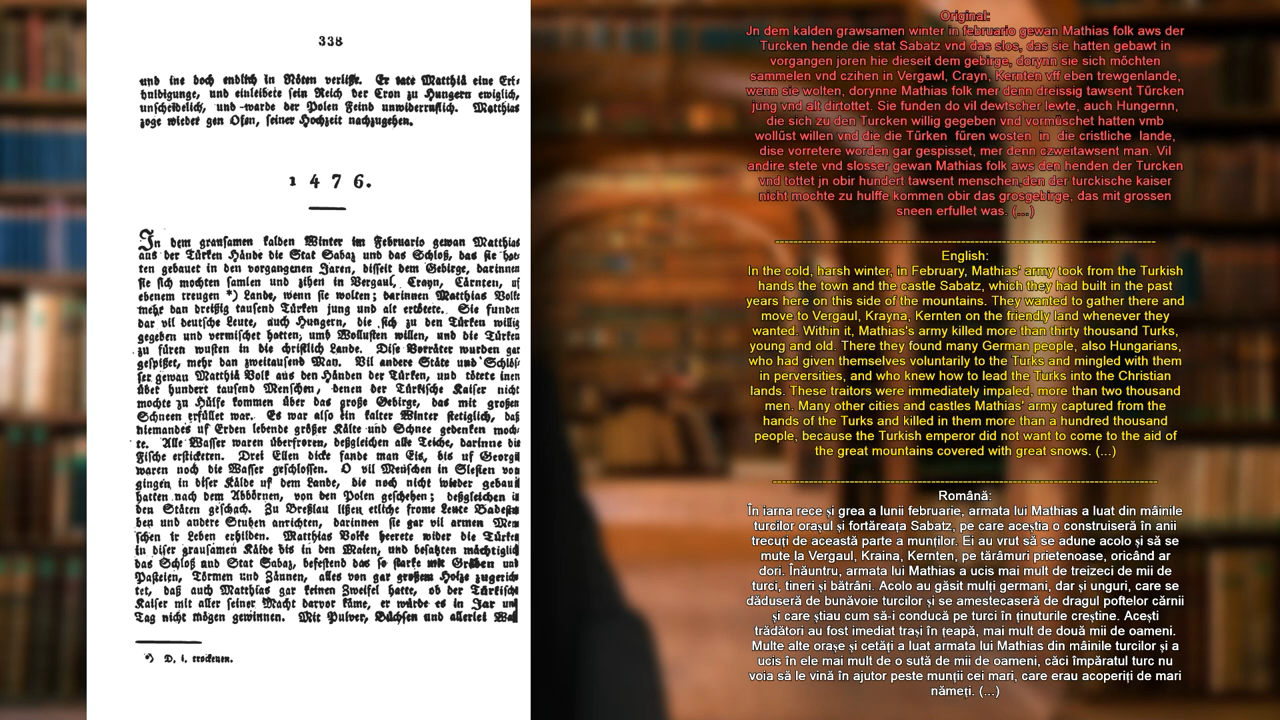 338
und ins doch endlich in Nöten verließ. Er tate Matthiä eine Erb-
huldigunge, und einleibete sein Reich der Cron zu Hungern ewiglich,
unscheidelich, und warde der Polen Feind unwiderruflich. Matthias
zoge wieder gen Ofen, seiner Hochzeit nachzugehen.
1476.
In dem grausamen kalden Winter im Februario gewan Matthias
aus der Türken Hände die Stat Sabaz und das Schloß, das sie hat-
ten gebauet in den vorgangenen Jaren, disseit dem Gebirge, darinnen
sie sich mochten samlen und zihen in Vergaul, Crayn, Cärnten, uf
ebenem treugen *) Lande, wenn sie wolten; darinnen Matthias Volk
mehr dan dreißig tausend Türken jung und alt ertötete. Sie funden
dar vil deutsche Leute, auch Hungern, die sich zu den Türken willig
gegeben und vermischet hatten; umb Wollusten willen, und die Türken
zu füren wusten in die christlich Lande. Dise Verräter wurden gar
gespißet, mehr dan zweitausend Man. Vil andere Stäte und Schlös-
ser gewan Matthiä Volk aus den Händen der Türken, und tötete inen
über hundert tausend Menschen, denen der Türkische Kaiser nicht
mochte zu Hülfe kommen über das große Gebirge, das mit großen
Schneen erfüllet war. Es war also ein kalter Winter stetiglich, daß
niemandes uf Erden lebende größer Kälte und Schnee gedenken moch-
te. Alle Wasser waren überfroren, deßgleichen alle Teiche, darinne die
Fische ersticketen. Drei Ellen dicke fande man Eis, bis uf Georgii
waren noch die Wasser geschlossen. O vil Menschen in Slesien von
gingen in diser Kälde uf dem Lande, die noch nicht wieder gebauet
hatten nach dem Abbörnen, von den Polen geschehen; deßgleichen in
den Stäten geschach. Zu Breßlau lißen etliche frome Leute Badestu-
ben und andere Stuben anrichten, darinnen sie gar vil armen Men-
schen ir Leben erhilden. Matthias Volke heerete wider die Türken
in diser grausamen Kälde bis in den Maien, und besatzten mächtiglich
das Schloß und Stat Sabaz, befestend das so starke mit Gräben und
Pasteien, Törmen und Zäunen, alles von gar großem Holze zugerich-
tet, daß auch Matthias gar keinen Zweifel hatte, ob der Türkische
Kaiser mit aller seiner Macht darvor käme, er würde es in Jar und
Tag nicht mögen gewinnen. Mit Pulver, Büchsen und allerlei
*) D. i. trockenen.
Original:
Jn dem kalden grawsamen winter in februario gewan Mathias folk aws der
Turcken hende die stat Sabatz vnd das slos, das sie hatten gebawt in
vorgangen joren hie dieseit dem gebirge, dorynn sie sich möchten
sammelen vnd czihen in Vergawl, Crayn, Kernten vff eben trewgenlande,
wenn sie wolten, dorynne Mathias folk mer denn dreissig tawsent Türcken
jung vnd alt dirtottet. Sie funden do vil dewtscher lewte, auch Hungernn,
die sich zu den Turcken willig gegeben vnd vormüschet hatten vmb
wollüst willen vnd die die Türken füren wosten in die cristliche lande,
dise vorretere worden gar gespisset, mer denn czweitawsent man. Vil
andire stete vnd slosser gewan Mathias folk aws den henden der Turcken
vnd tottet jn obir hundert tawsent menschen,den der turckische kaiser
nicht mochte zu hulffe kommen obir das grosgebirge, das mit grossen
sneen erfullet was. (...)
English:
In the cold, harsh winter, in February, Mathias' army took from the Turkish
hands the town and the castle Sabatz, which they had built in the past
years here on this side of the mountains. They wanted to gather there and
move to Vergaul, Krayna, Kernten on the friendly land whenever they
wanted. Within it, Mathias's army killed more than thirty thousand Turks,
young and old. There they found many German people, also Hungarians,
who had given themselves voluntarily to the Turks and mingled with them
in perversities, and who knew how to lead the Turks into the Christian
lands. These traitors were immediately impaled, more than two thousand
men. Many other cities and castles Mathias' army captured from the
hands of the Turks and killed in them more than a hundred thousand
people, because the Turkish emperor did not want to come to the aid of
the great mountains covered with great snows. (...)
Română:
În iarna rece și grea a lunii februarie, armata lui Mathias a luat din mâinile
turcilor orașul și fortăreața Sabatz, pe care aceștia o construiseră în anii
trecuți de această parte a munților. Ei au vrut să se adune acolo și să se
mute la Vergaul, Kraina, Kernten, pe tărâmuri prietenoase, oricând ar
dori. Înăuntru, armata lui Mathias a ucis mai mult de treizeci de mii de
turci, tineri și bătrâni. Acolo au găsit mulți germani, dar și unguri, care se
dăduseră de bunăvoie turcilor și se amestecaseră de dragul poftelor cărnii
și care știau cum să-i conducă pe turci în ținuturile creștine. Acești
trădători au fost imediat trași în țeapă, mai mult de două mii de oameni.
Multe alte orașe și cetăți a luat armata lui Mathias din mâinile turcilor și a
ucis în ele mai mult de o sută de mii de oameni, căci împăratul turc nu
voia să le vină în ajutor peste munții cei mari, care erau acoperiți de mari
nămeți. (...)